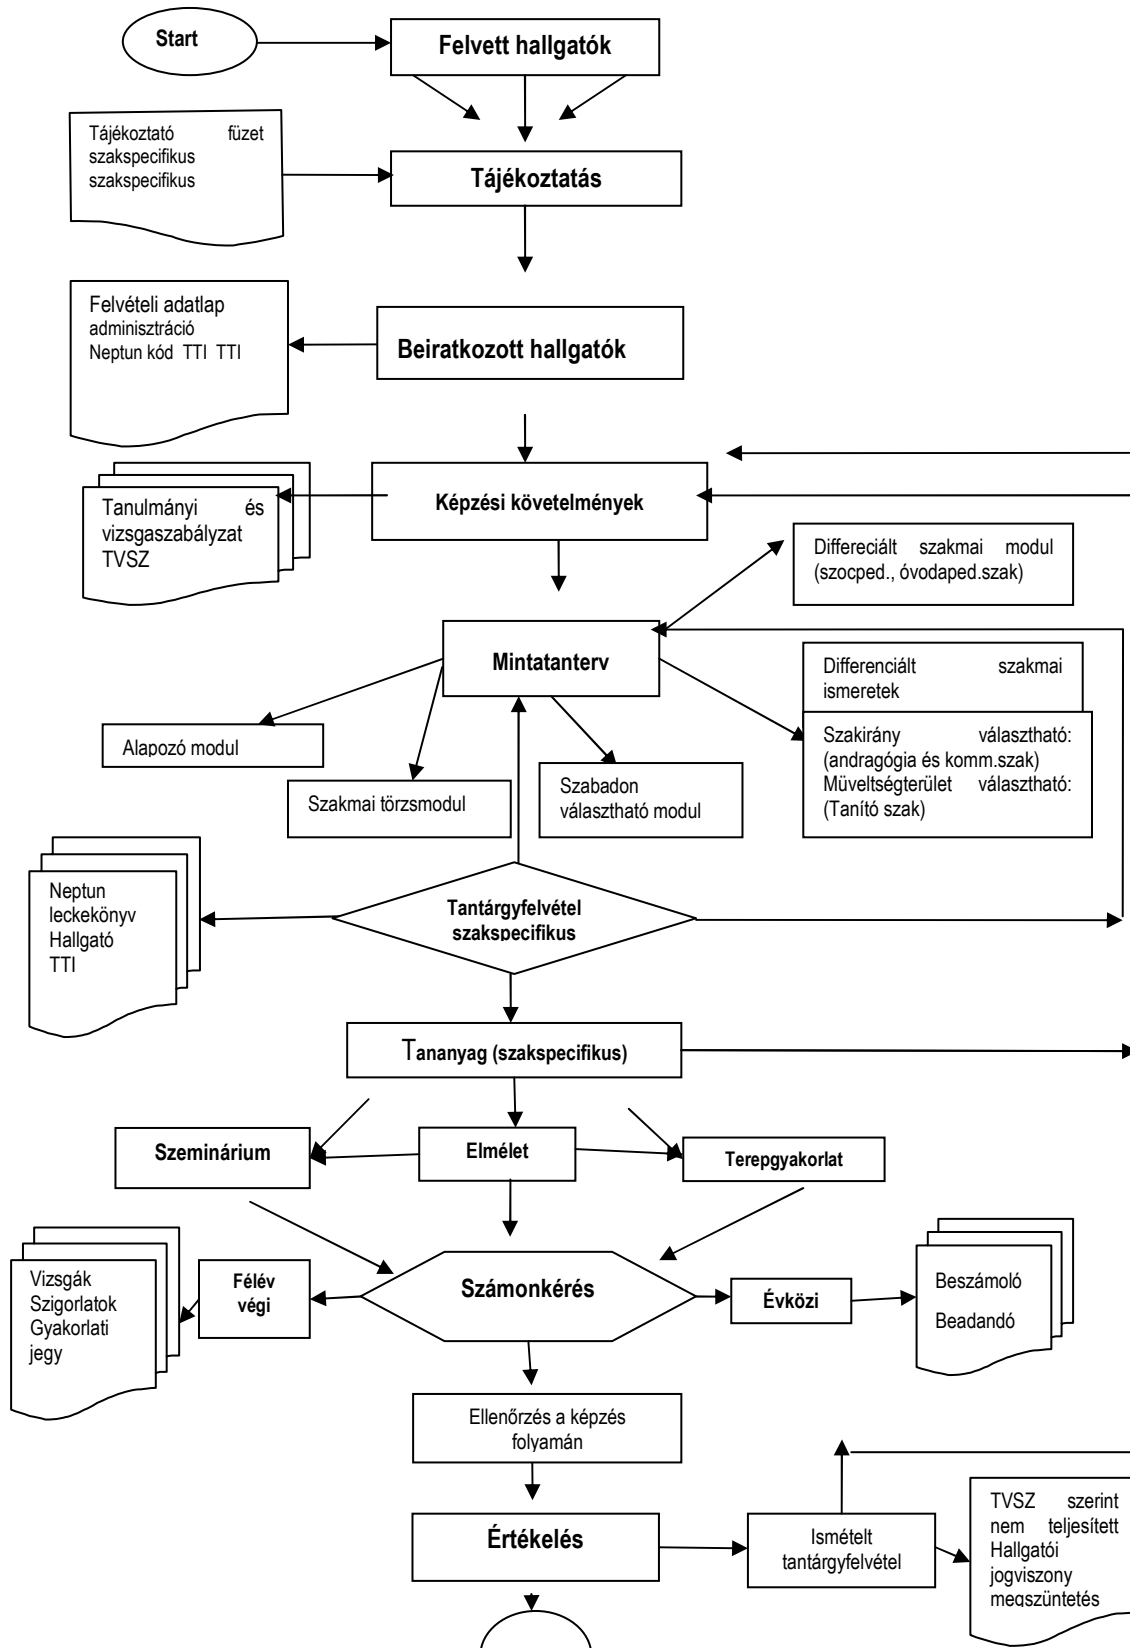 Start
Felvett hallgatók
Tájékoztató füzet
szakspecifikus
szakspecifikus
Tájékoztatás
Felvételi adatlap
adminisztráció
Neptun kód TTI TTI
Beiratkozott hallgatók
Képzési követelmények
Tanulmányi és
vizsgaszabályzat
TVSZ
Differeciált szakmai modul
(szocped., óvodaped.szak)
Mintatanterv
Differenciált szakmai
ismeretek
Szakirány választható:
(andragógia és komm.szak)
Müveltségterület választható:
(Tanító szak)
Alapozó modul
Szakmai törzsmodul
Szabadon
választható modul
Neptun
leckekönyv
Hallgató
TTI
Tantárgyfelvétel
szakspecifikus
Tananyag (szakspecifikus)
Szeminárium
Elmélet
Terepgyakorlat
Vizsgák
Szigorlatok
Gyakorlati
jegy
Félév
végi
Számonkérés
Évközi
Beszámoló
Beadandó
Ellenőrzés a képzés
folyamán
Értékelés
Ismételt
tantárgyfelvétel
TVSZ szerint
nem teljesített
Hallgatói
jogviszony
megszüntetés